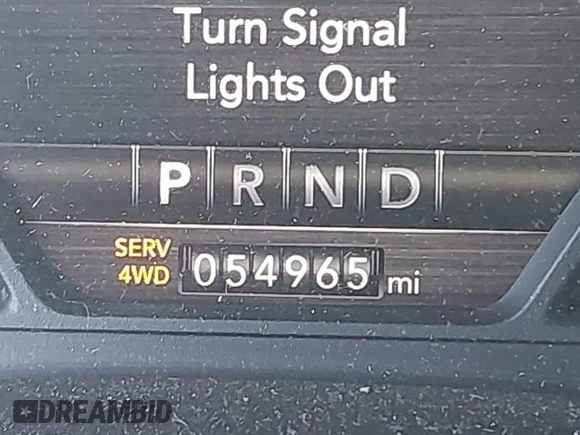 Turn Signal
Lights Out
P R N D
SERV
4WD
054965 mi
DREAMBID